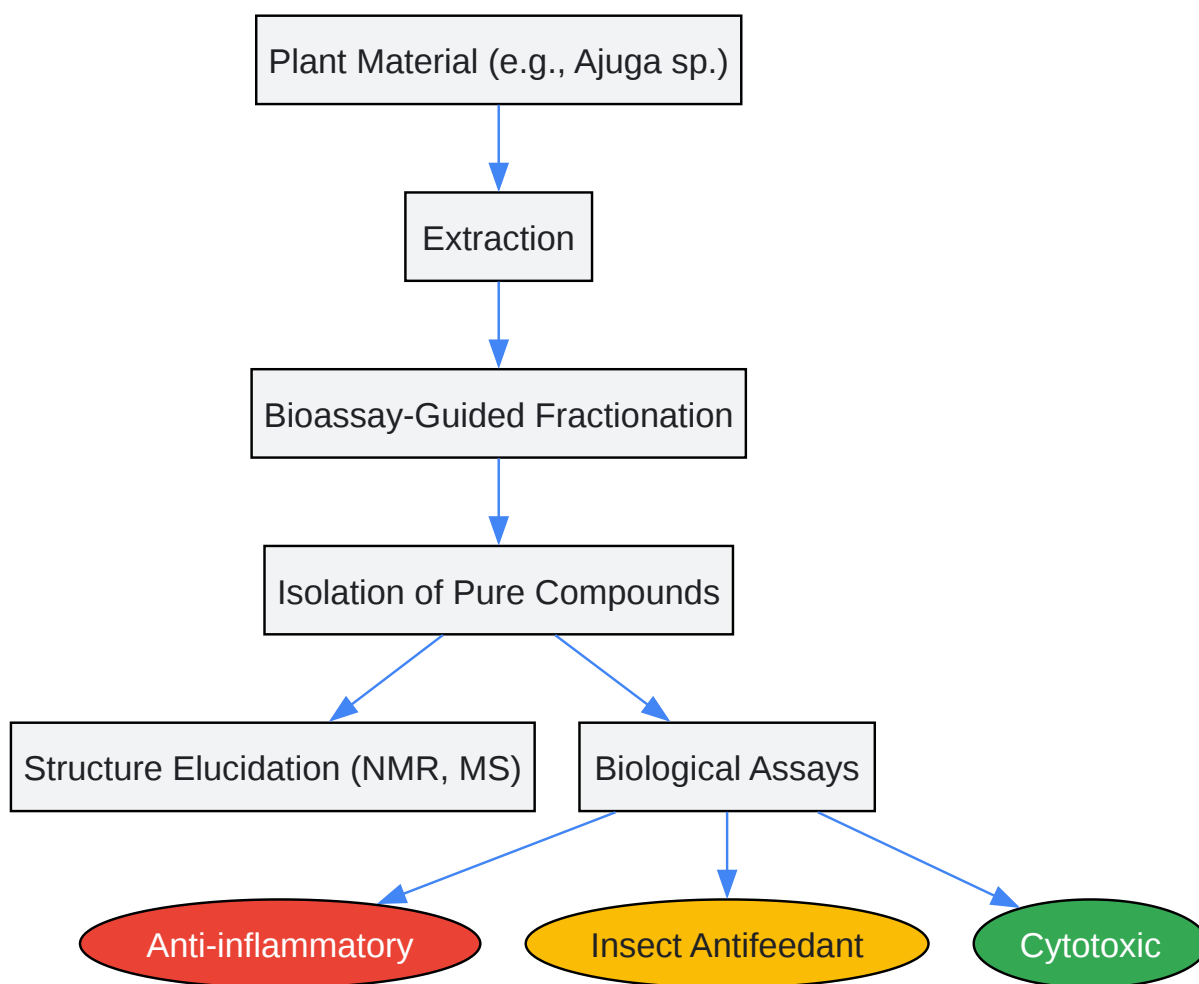 Plant Material (e.g., Ajuga sp.)
Extraction
Bioassay-Guided Fractionation
Isolation of Pure Compounds
Structure Elucidation (NMR, MS)
Biological Assays
Anti-inflammatory
Insect Antifeedant
Cytotoxic